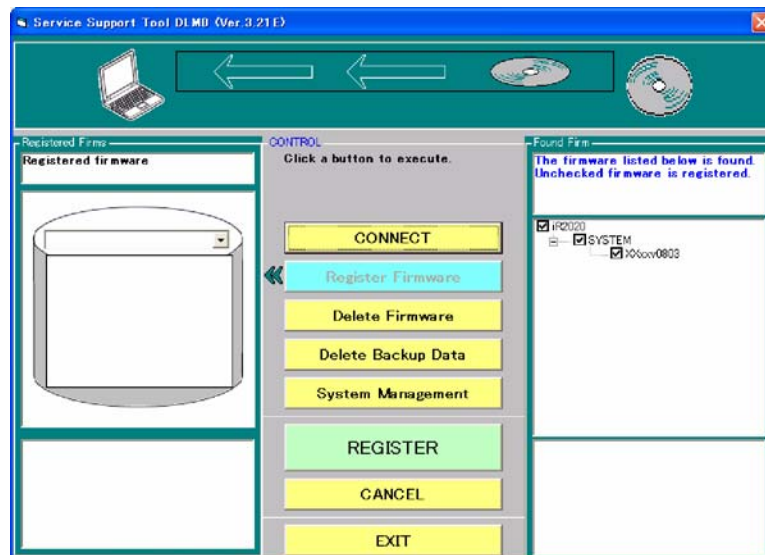 Service Support Tool DEMO (Ver.3.21E)
Registered Firms
Registered firmware
CONTROL
Click a button to execute.
CONNECT
Register Firmware
Delete Firmware
Delete Backup Data
System Management
REGISTER
CANCEL
EXIT
Found Firm
The firmware listed below is found.
Unchecked firmware is registered.
iR2020
SYSTEM
XXxxv0803